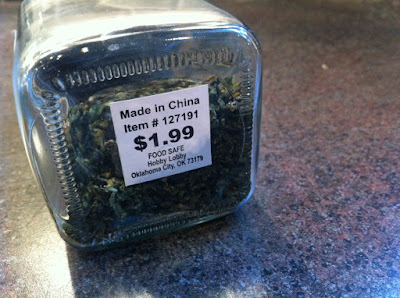 Made in China
Item # 127191
$1.99
FOOD SAFE
Hobby Lobby
Oklahoma City, OK 73179